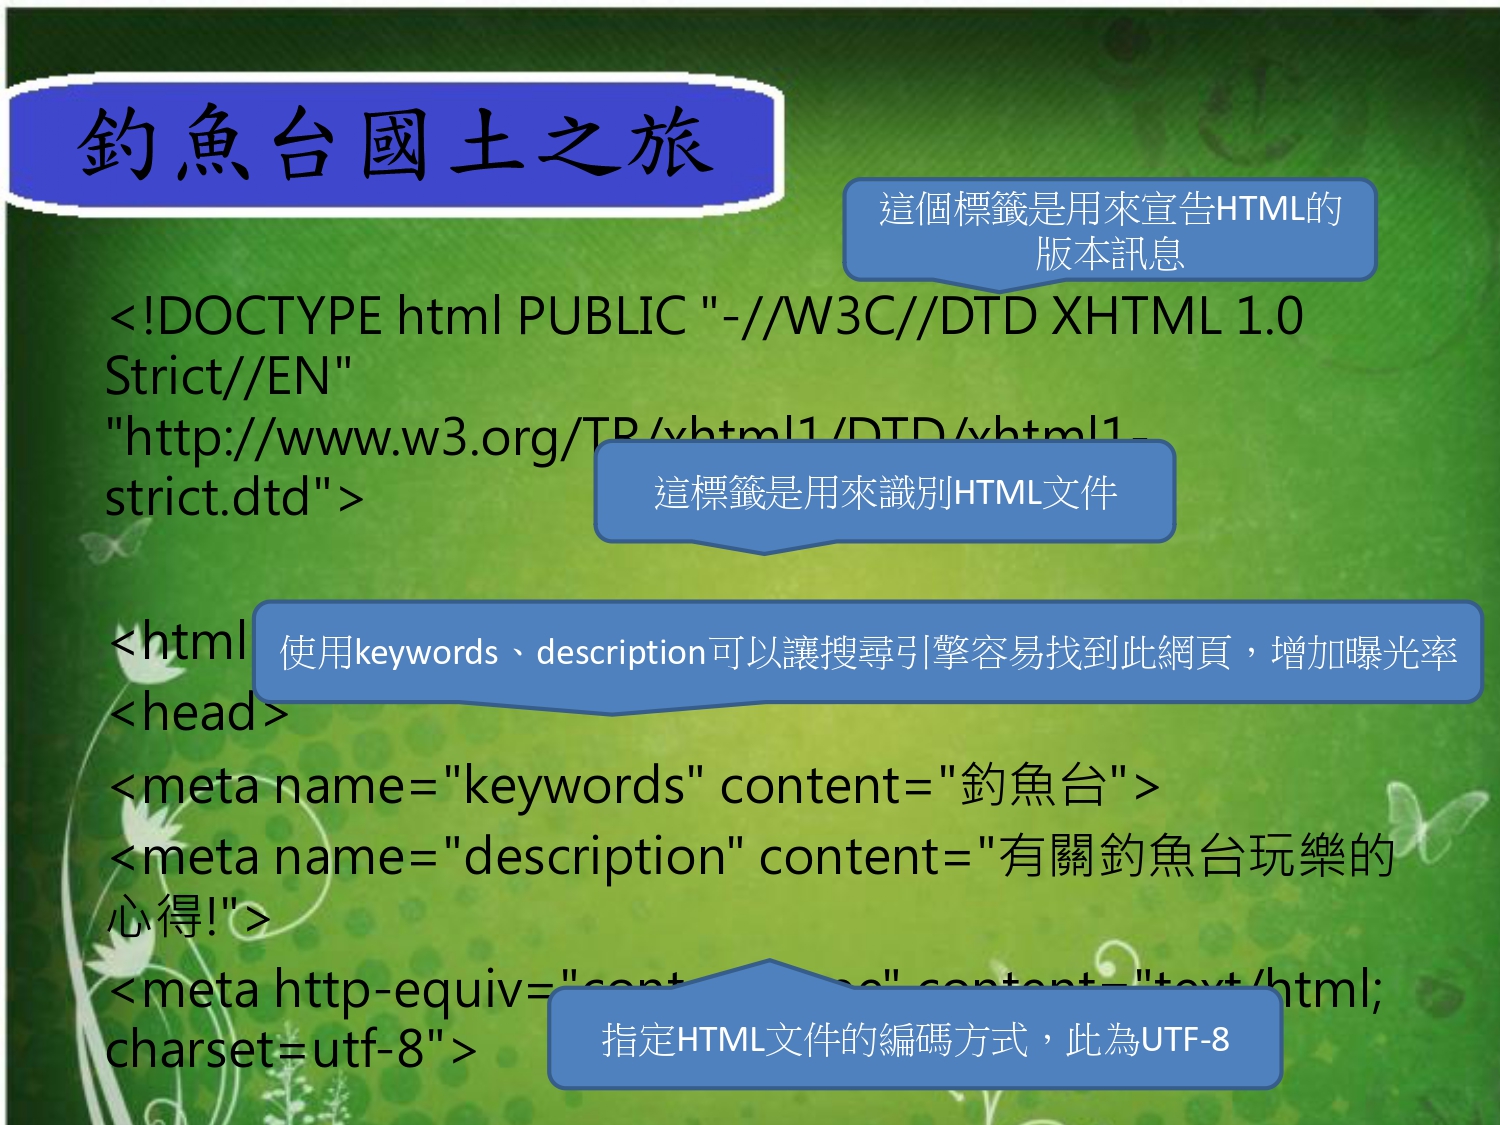 釣魚台國土之旅
這個標籤是用來宣告HTML的
版本訊息
<!DOCTYPE html PUBLIC "-//W3C//DTD XHTML 1.0
Strict//EN"
"http://www.w3.org/TR/xhtml1/DTD/xhtml1-
strict.dtd">
這標籤是用來識別HTML文件
<html
使用keywords、description可以讓搜尋引擎容易找到此網頁，增加曝光率
<head>
<meta name="keywords" content="釣魚台">
<meta name="description" content="有關釣魚台玩樂的
心得!">
<meta http-equiv="content content="text/html;
charset=utf-8">
指定HTML文件的編碼方式，此為UTF-8